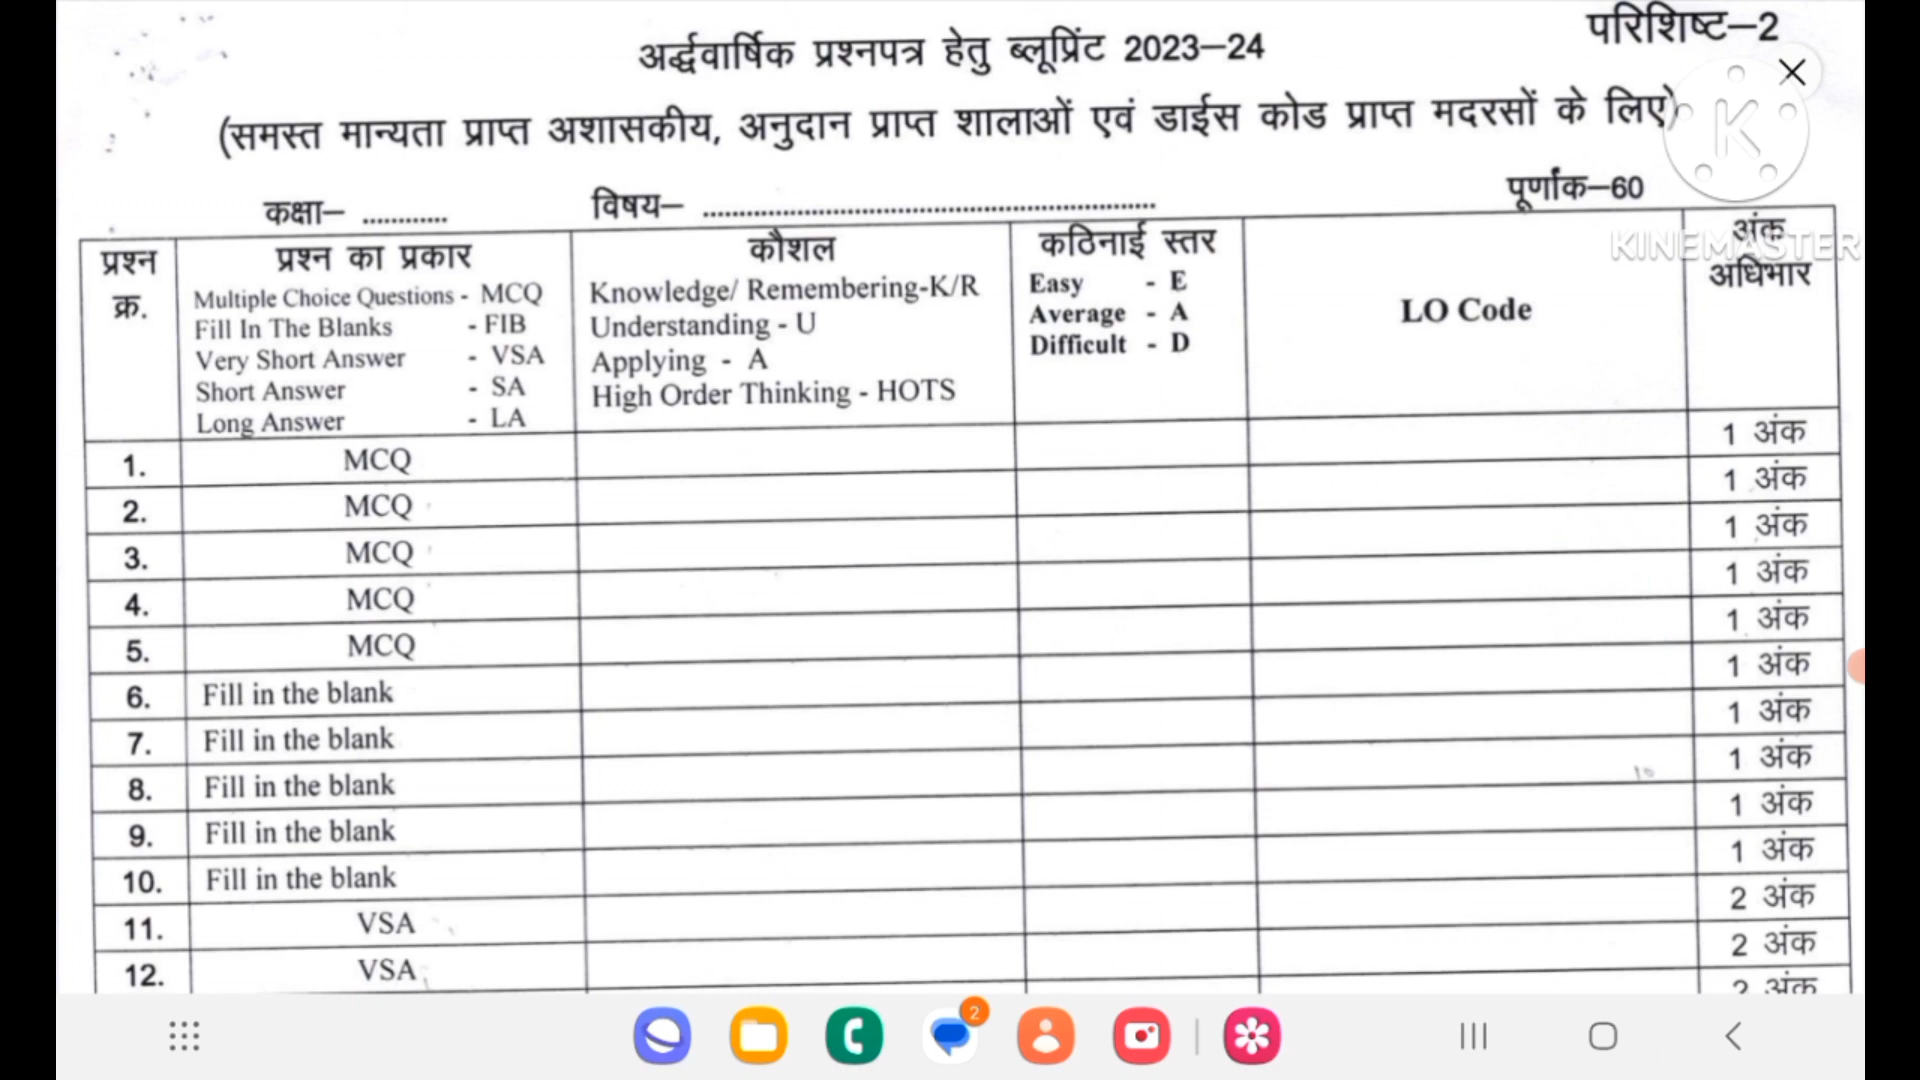 परिशिष्ट–2
अर्द्धवार्षिक प्रश्नपत्र हेतु ब्लूप्रिंट 2023–24
(समस्त मान्यता प्राप्त अशासकीय, अनुदान प्राप्त शालाओं एवं डाईस कोड प्राप्त मदरसों के लिए)
K
KINEMASTER
कक्षा– ........... विषय– .............................................................. पूर्णांक–60
प्रश्न क्र.
प्रश्न का प्रकार
Multiple Choice Questions - MCQ
Fill In The Blanks - FIB
Very Short Answer - VSA
Short Answer - SA
Long Answer - LA
कौशल
Knowledge/ Remembering-K/R
Understanding - U
Applying - A
High Order Thinking - HOTS
कठिनाई स्तर
Easy - E
Average - A
Difficult - D
LO Code
अंक
अधिभार
1. MCQ 1 अंक
2. MCQ 1 अंक
3. MCQ 1 अंक
4. MCQ 1 अंक
5. MCQ 1 अंक
6. Fill in the blank 1 अंक
7. Fill in the blank 1 अंक
8. Fill in the blank 1 अंक
9. Fill in the blank 1 अंक
10. Fill in the blank 1 अंक
11. VSA 2 अंक
12. VSA 2 अंक
2 अंक
2